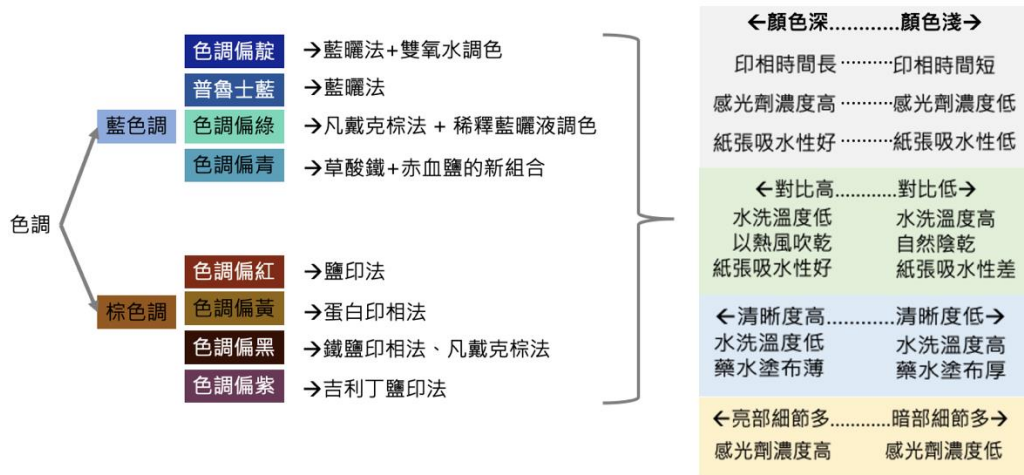 色調
藍色調
色調偏靛 →藍曬法+雙氧水調色
普魯士藍 →藍曬法
色調偏綠 →凡戴克棕法 + 稀釋藍曬液調色
色調偏青 →草酸鐵+赤血鹽的新組合
棕色調
色調偏紅 →鹽印法
色調偏黃 →蛋白印相法
色調偏黑 →鐵鹽印相法、凡戴克棕法
色調偏紫 →吉利丁鹽印法
←顏色深............顏色淺→
印相時間長 ·········印相時間短
感光劑濃度高 ·········感光劑濃度低
紙張吸水性好 ·········紙張吸水性低
←對比高............對比低→
水洗溫度低 水洗溫度高
以熱風吹乾 自然陰乾
紙張吸水性好 紙張吸水性差
←清晰度高............清晰度低→
水洗溫度低 水洗溫度高
藥水塗布薄 藥水塗布厚
←亮部細節多............暗部細節多→
感光劑濃度高 感光劑濃度低